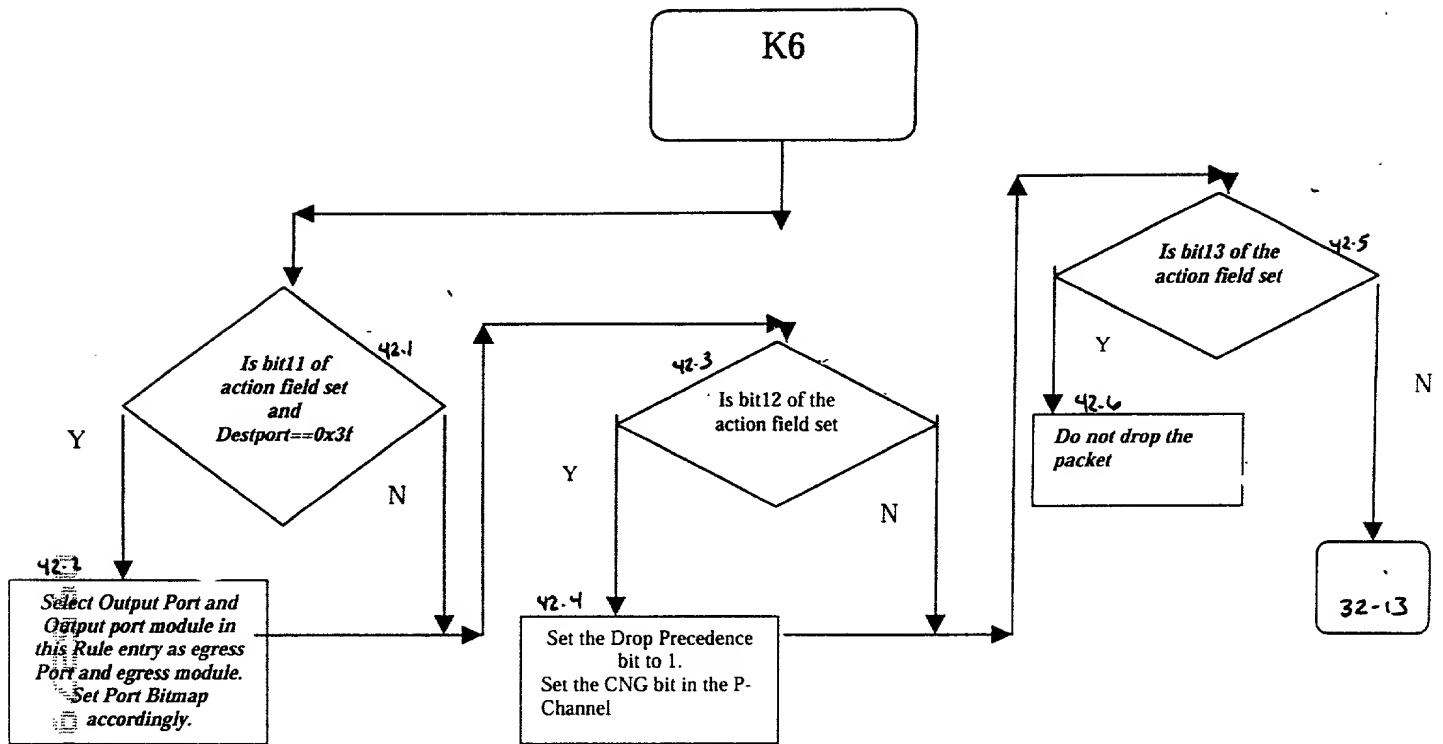 K6
Is bit11 of
action field set
and
Destport==0x3f
42-1
Y
N
42-2
Select Output Port and
Output port module in
this Rule entry as egress
Port and egress module.
Set Port Bitmap
accordingly.
42-3
Is bit12 of the
action field set
Y
N
42-4
Set the Drop Precedence
bit to 1.
Set the CNG bit in the P-
Channel
Is bit13 of the
action field set
42-5
Y
N
42-6
Do not drop the
packet
32-13